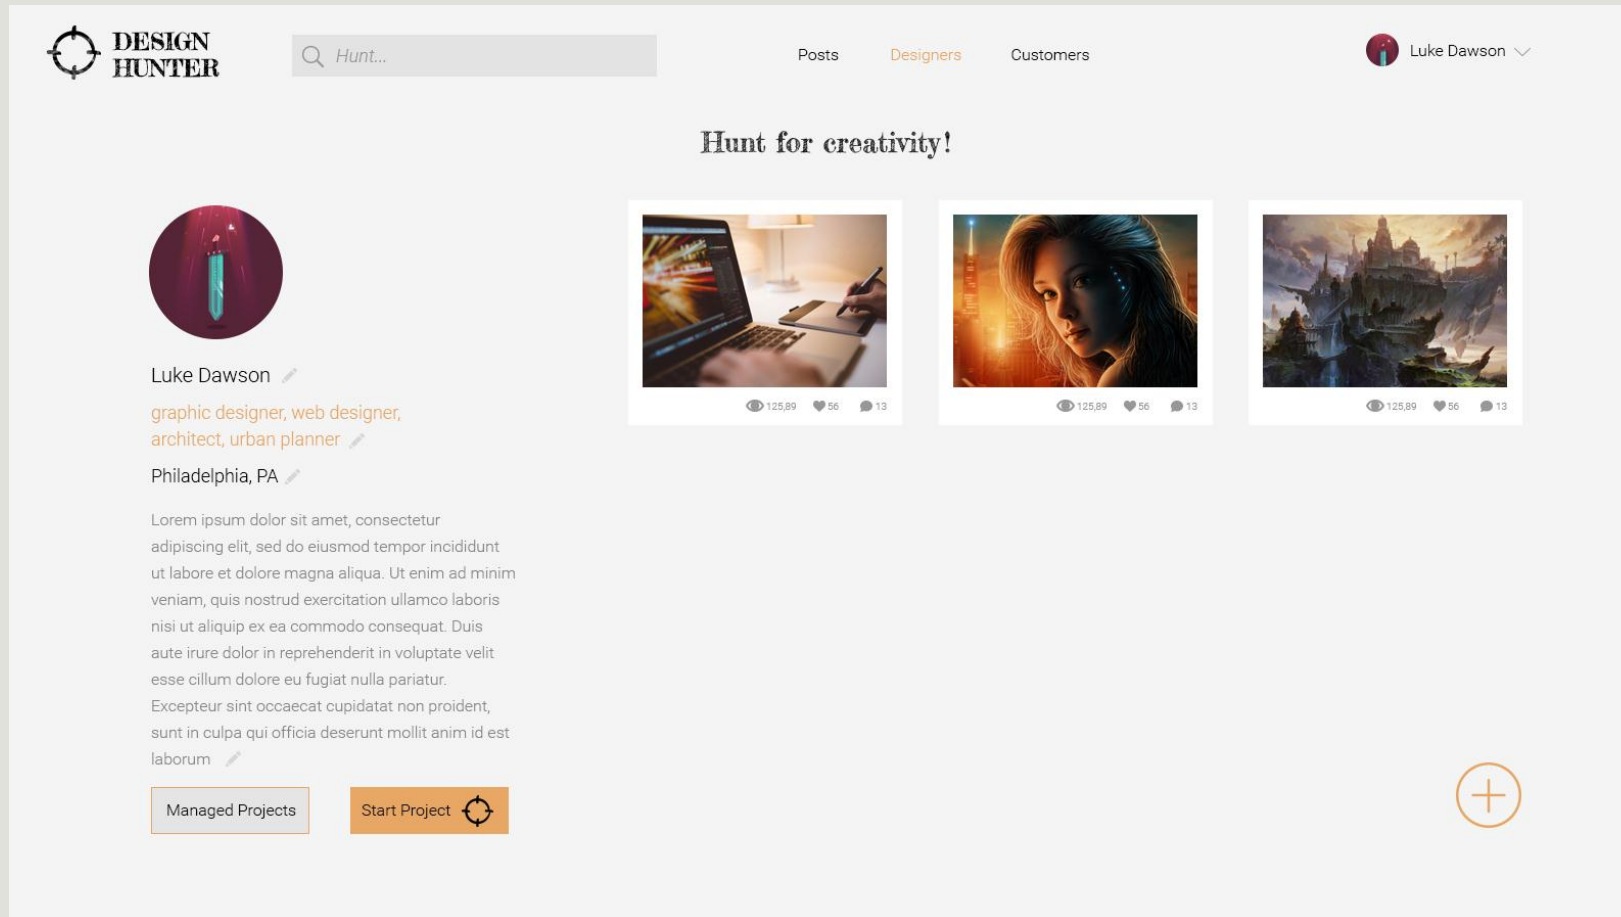 DESIGN
HUNTER
Hunt...
Posts
Designers
Customers
Luke Dawson
Hunt for creativity!
Luke Dawson
graphic designer, web designer,
architect, urban planner
Philadelphia, PA
Lorem ipsum dolor sit amet, consectetur
adipiscing elit, sed do eiusmod tempor incididunt
ut labore et dolore magna aliqua. Ut enim ad minim
veniam, quis nostrud exercitation ullamco laboris
nisi ut aliquip ex ea commodo consequat. Duis
aute irure dolor in reprehenderit in voluptate velit
esse cillum dolore eu fugiat nulla pariatur.
Excepteur sint occaecat cupidatat non proident,
sunt in culpa qui officia deserunt mollit anim id est
laborum
Managed Projects
Start Project
125,89 56 13
125,89 56 13
125,89 56 13